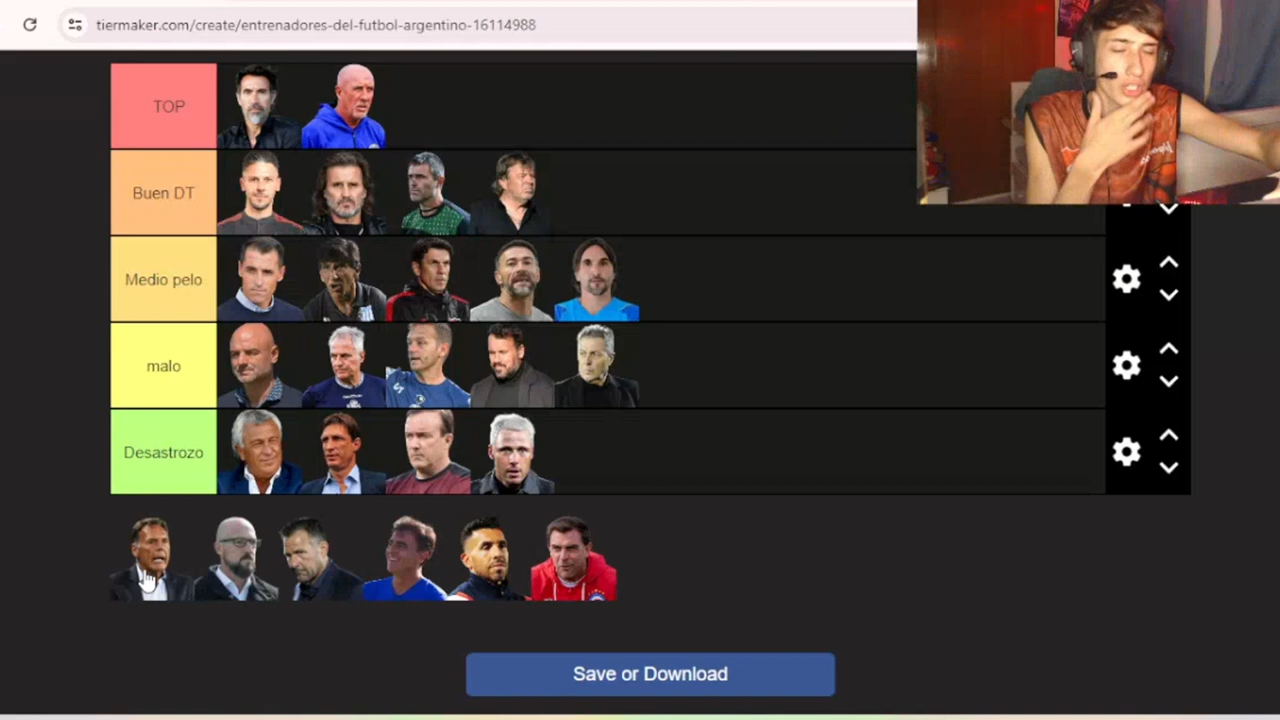 tiermaker.com/create/entrenadores-del-futbol-argentino-16114988
TOP
Buen DT
Medio pelo
malo
Desastrozo
Save or Download